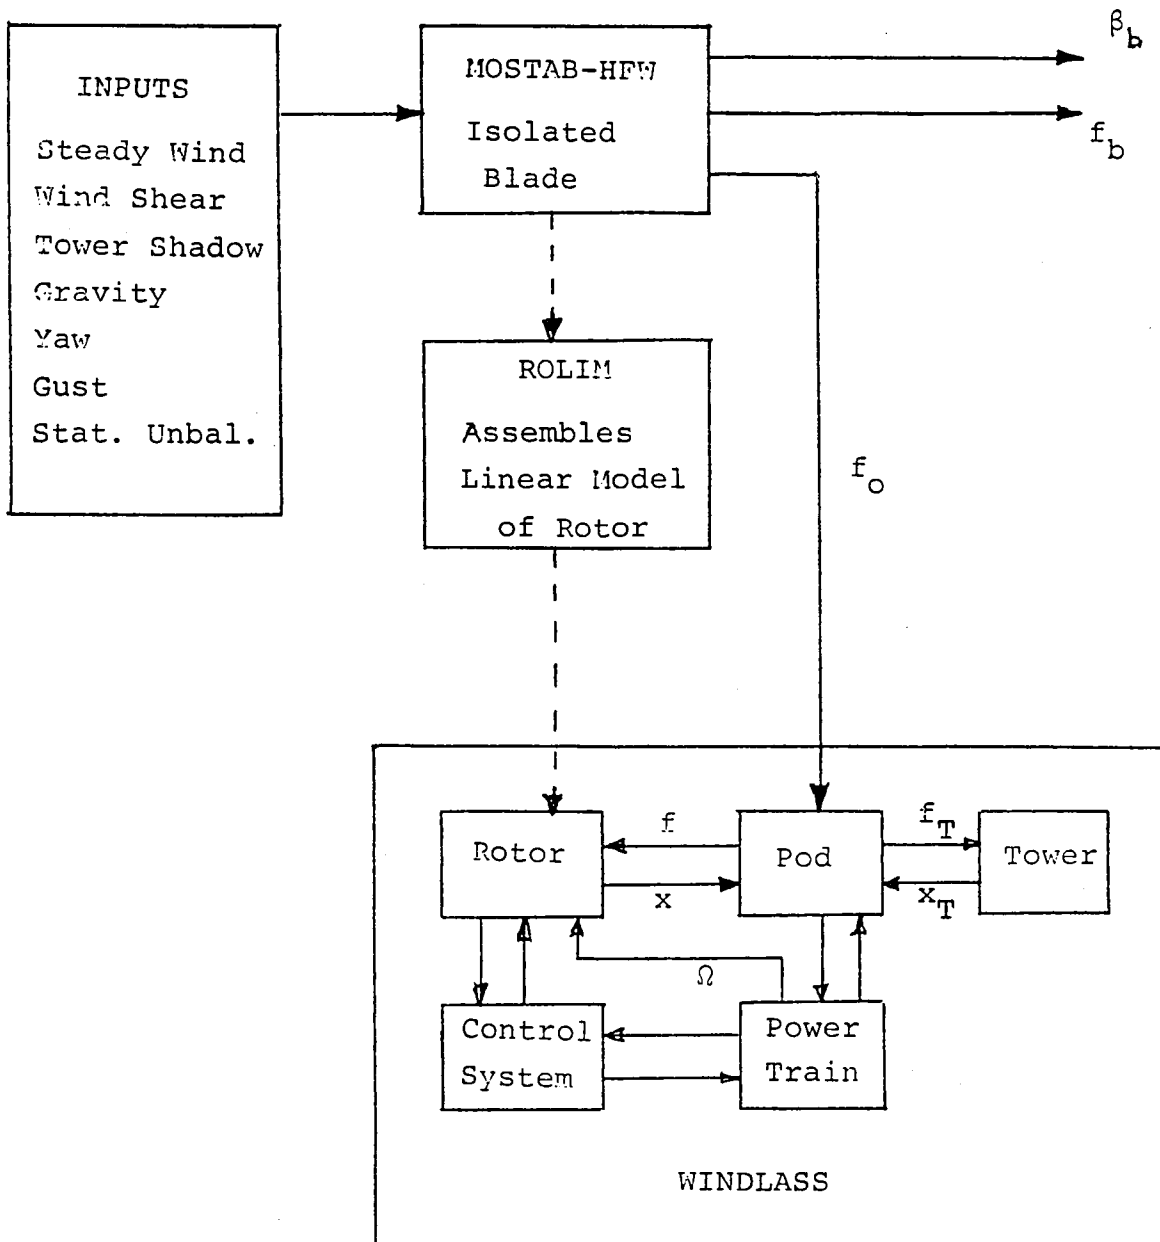 INPUTS
Steady Wind
Wind Shear
Tower Shadow
Gravity
Yaw
Gust
Stat. Unbal.
MOSTAB-HFW
Isolated
Blade
β_b
f_b
ROLIM
Assembles
Linear Model
of Rotor
f_o
Rotor
f
x
Pod
f_T
x_T
Tower
Ω
Control
System
Power
Train
WINDLASS